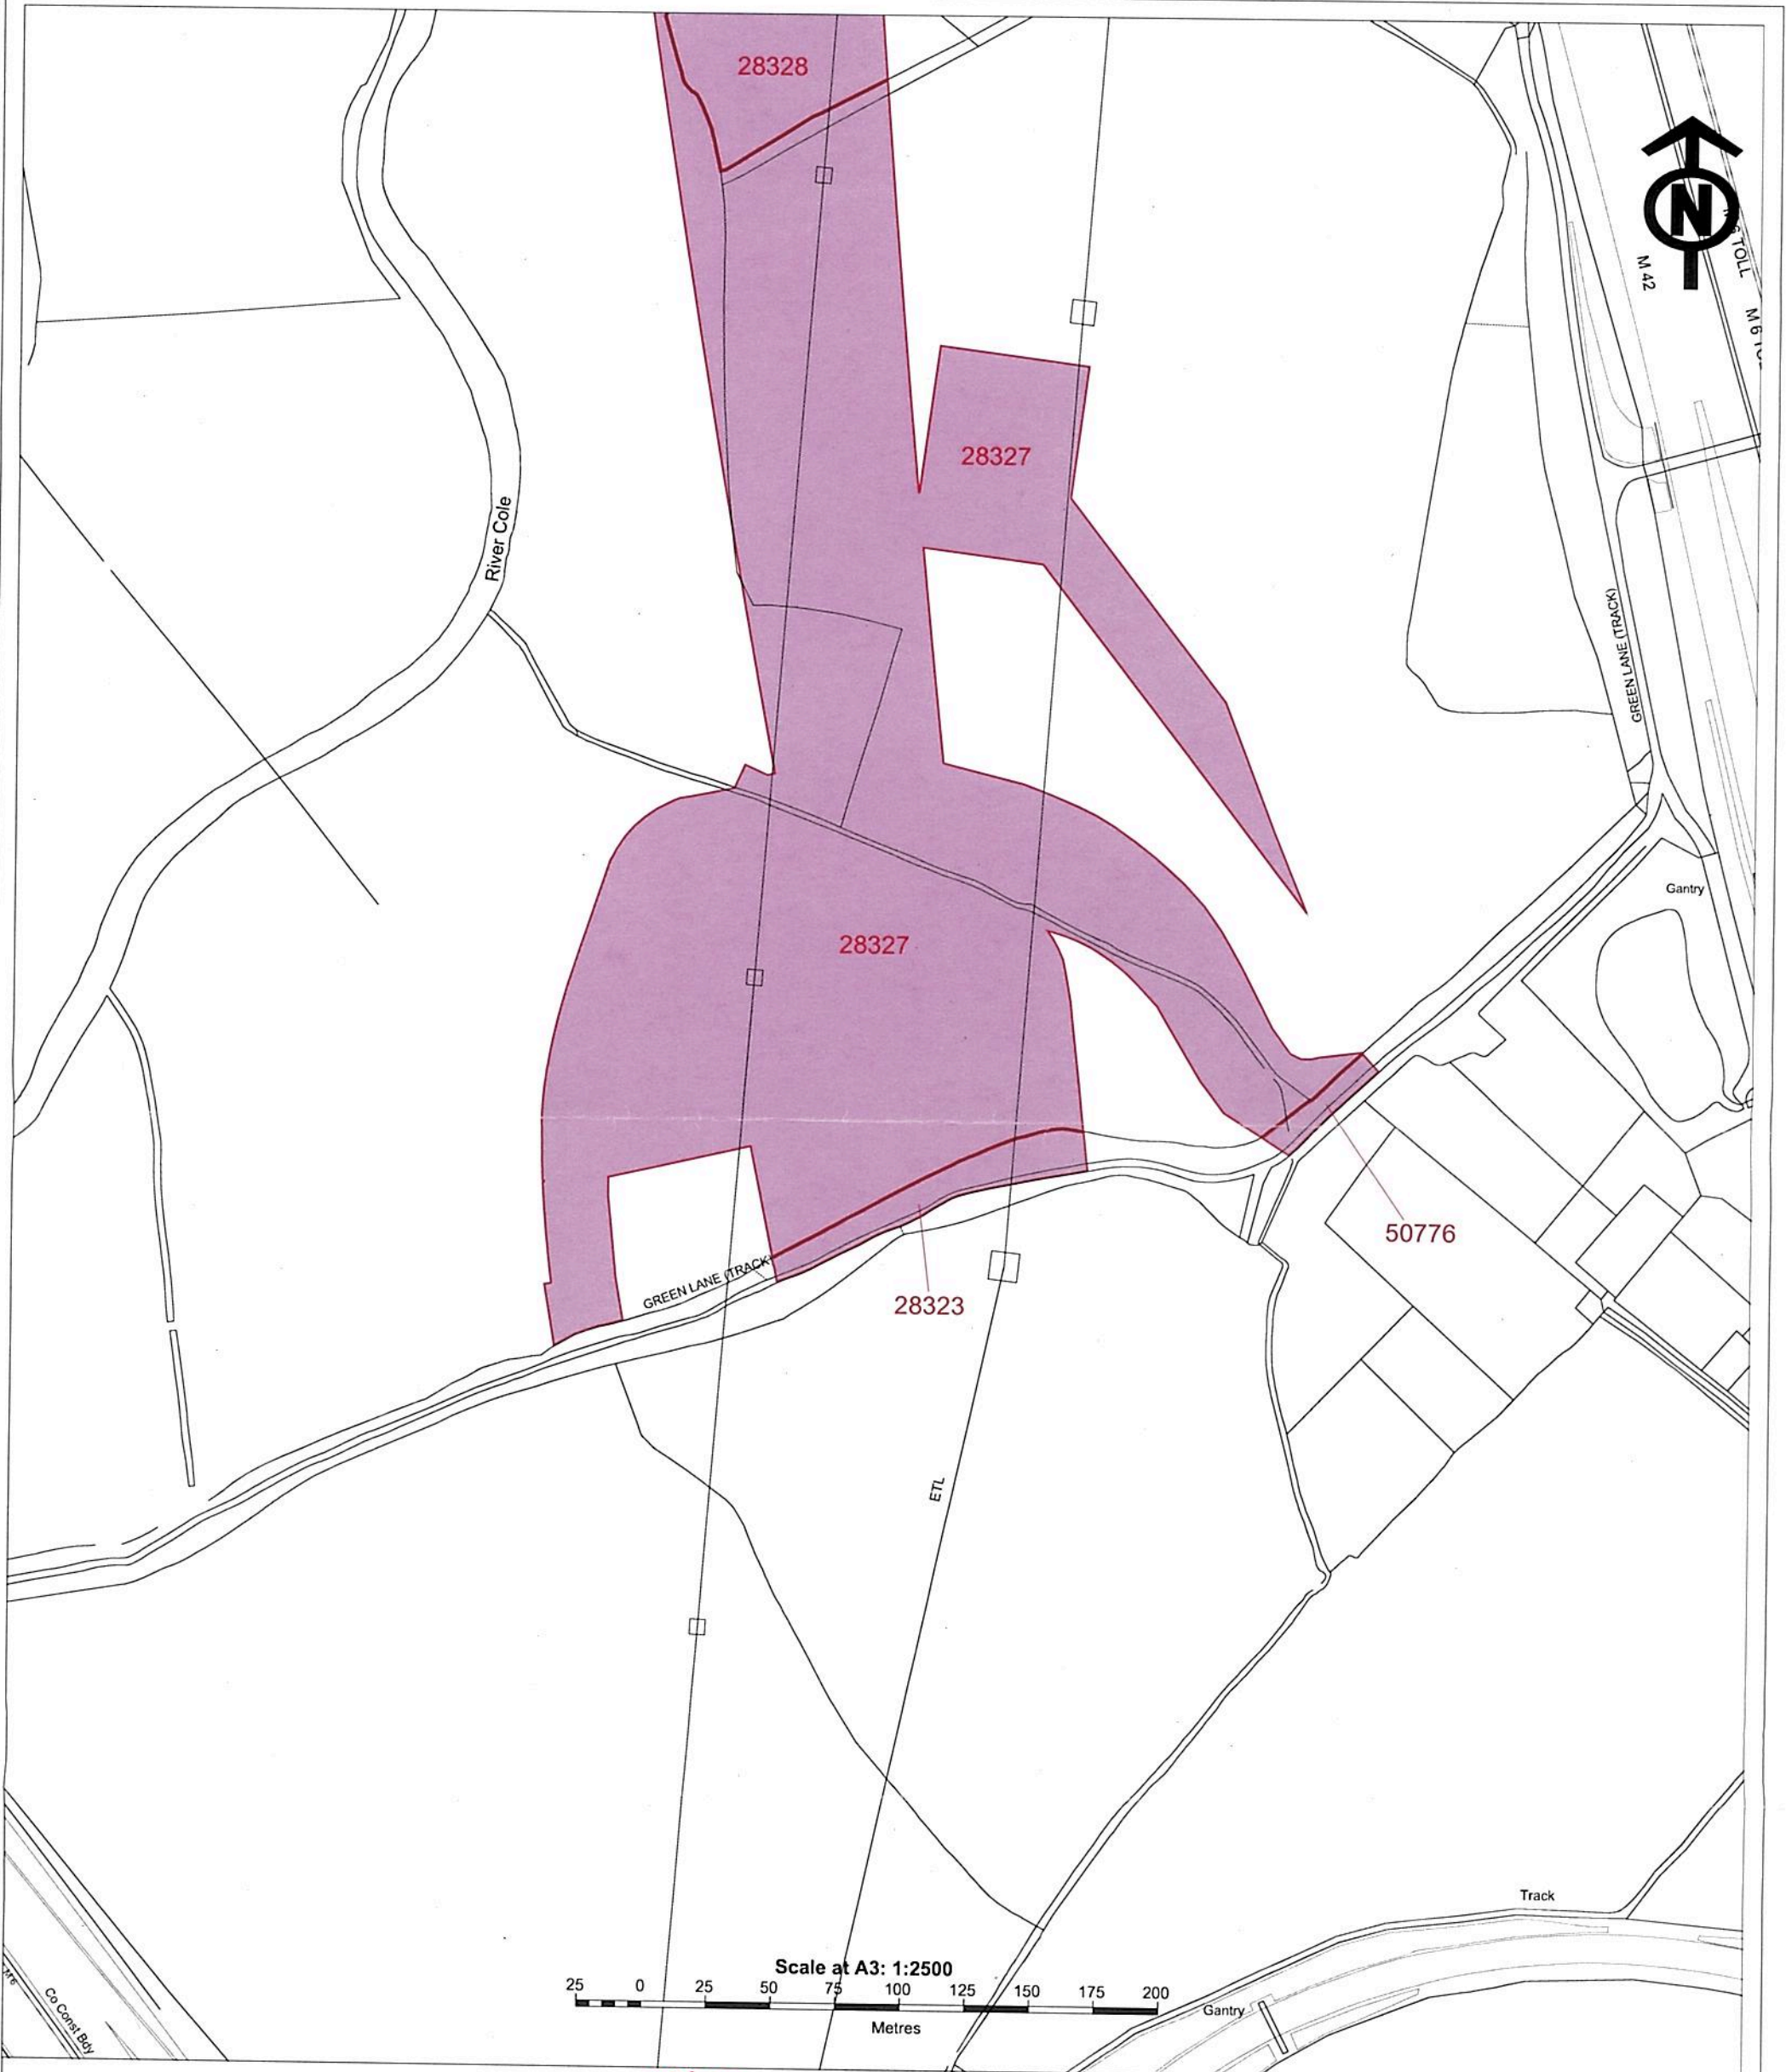 28328
N
M 42
M 6 TOLL
28327
River Cole
GREEN LANE (TRACK)
Gantry
28327
50776
GREEN LANE (TRACK)
28323
ETL
Track
Scale at A3: 1:2500
25 0 25 50 75 100 125 150 175 200
Gantry
Metres
M6
Co Const Bdy